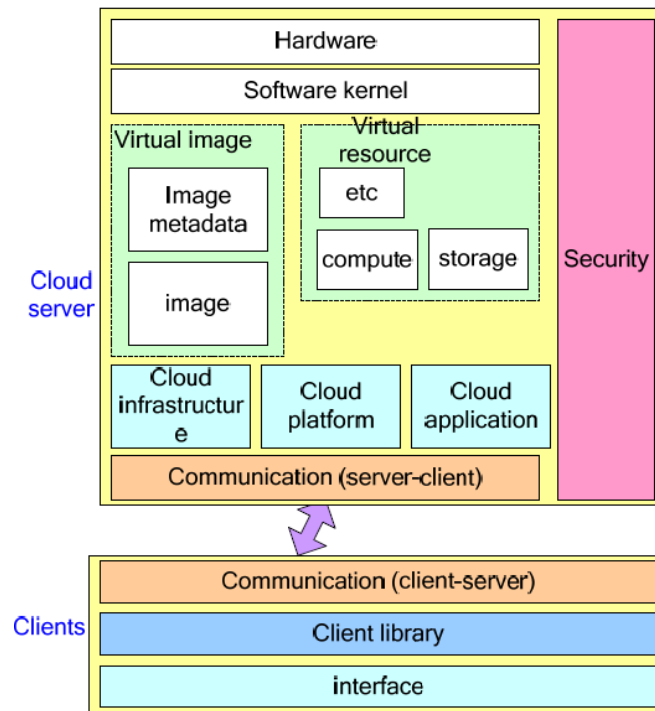 Hardware
Software kernel
Virtual image
Virtual
resource
Image
metadata
etc
compute
storage
image
Security
Cloud
server
Cloud
infrastructur
e
Cloud
platform
Cloud
application
Communication (server-client)
Communication (client-server)
Clients
Client library
interface